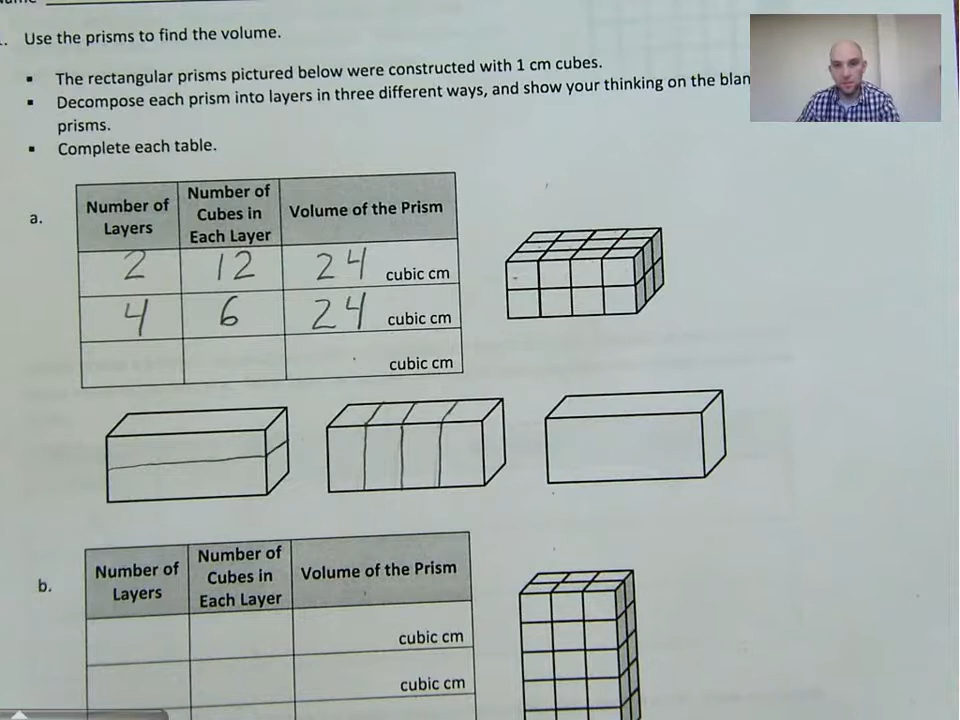 Use the prisms to find the volume.
▪ The rectangular prisms pictured below were constructed with 1 cm cubes.
▪ Decompose each prism into layers in three different ways, and show your thinking on the
prisms.
▪ Complete each table.
a.
Number of Layers
Number of Cubes in Each Layer
Volume of the Prism
2 12 24 cubic cm
4 6 24 cubic cm
cubic cm
b.
Number of Layers
Number of Cubes in Each Layer
Volume of the Prism
cubic cm
cubic cm